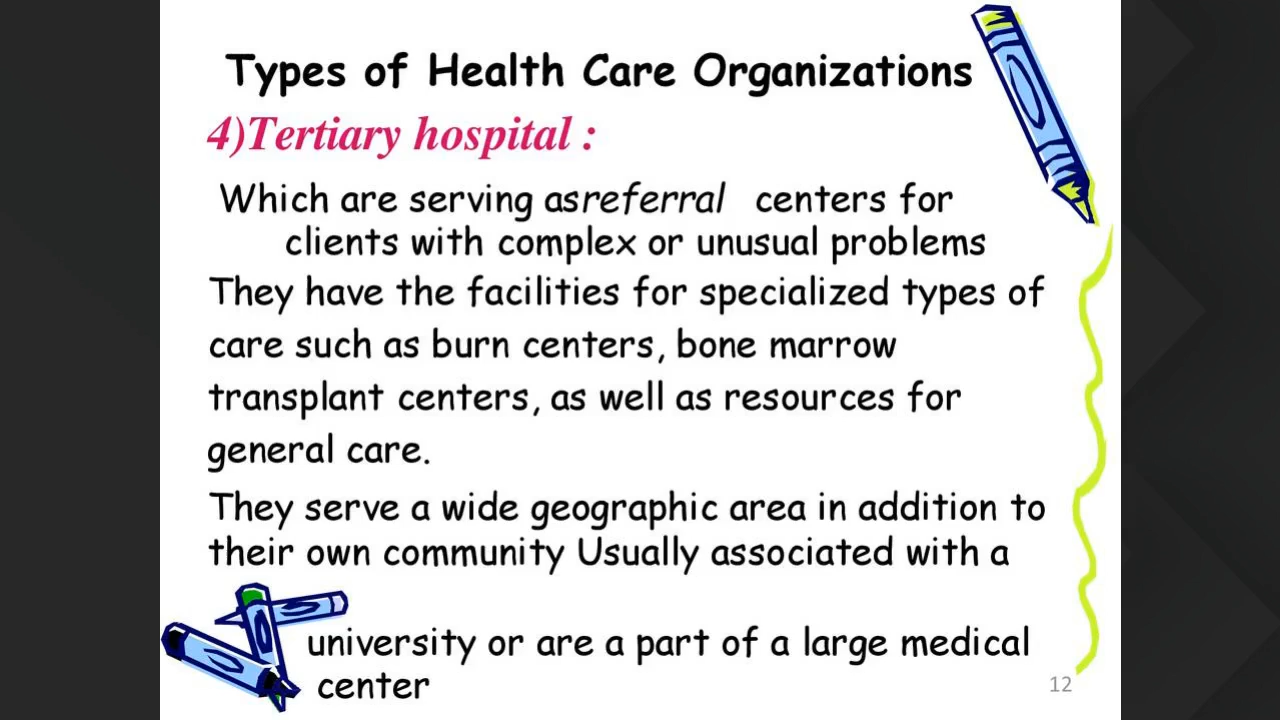 Types of Health Care Organizations
4)Tertiary hospital :
Which are serving asreferral centers for
clients with complex or unusual problems
They have the facilities for specialized types of
care such as burn centers, bone marrow
transplant centers, as well as resources for
general care.
They serve a wide geographic area in addition to
their own community Usually associated with a
university or are a part of a large medical
center
12